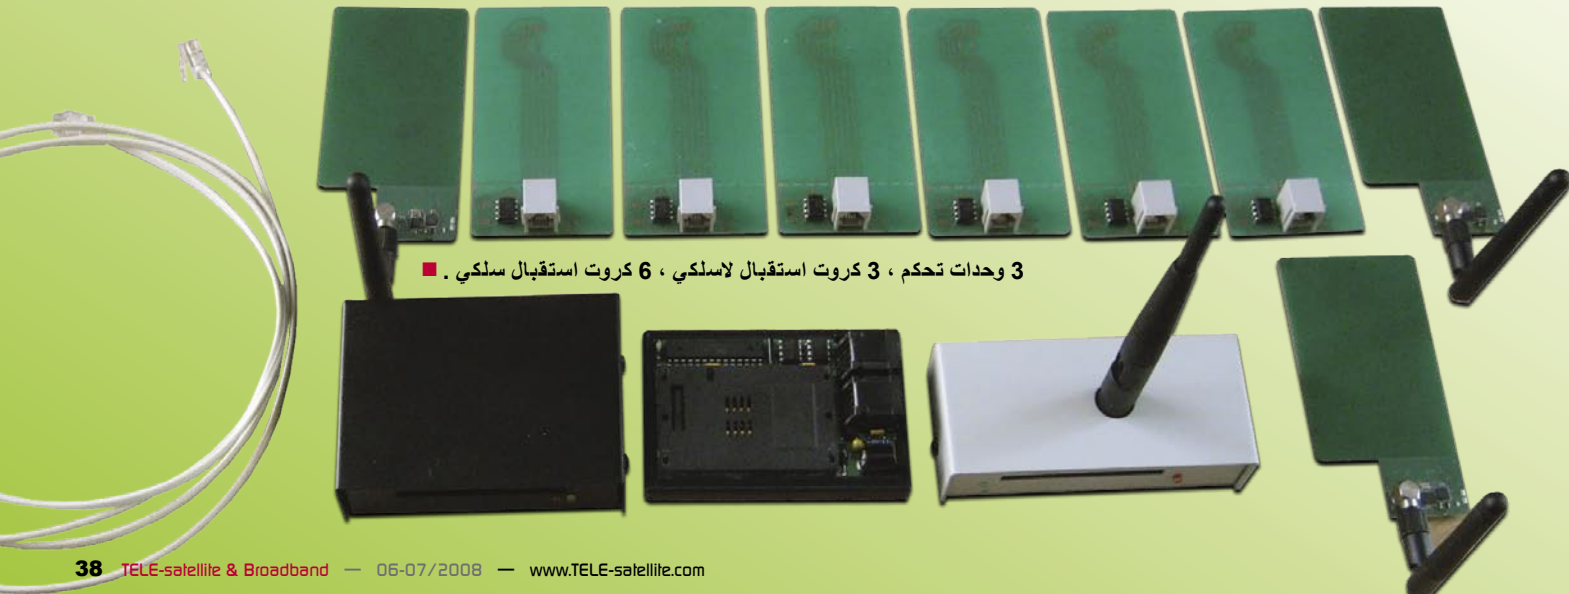 3 وحدات تحكم ، 3 كروت استقبال لاسلكي ، 6 كروت استقبال سلكي . ■
38 TELE-satellite & Broadband — 06-07/2008 — www.TELE-satellite.com